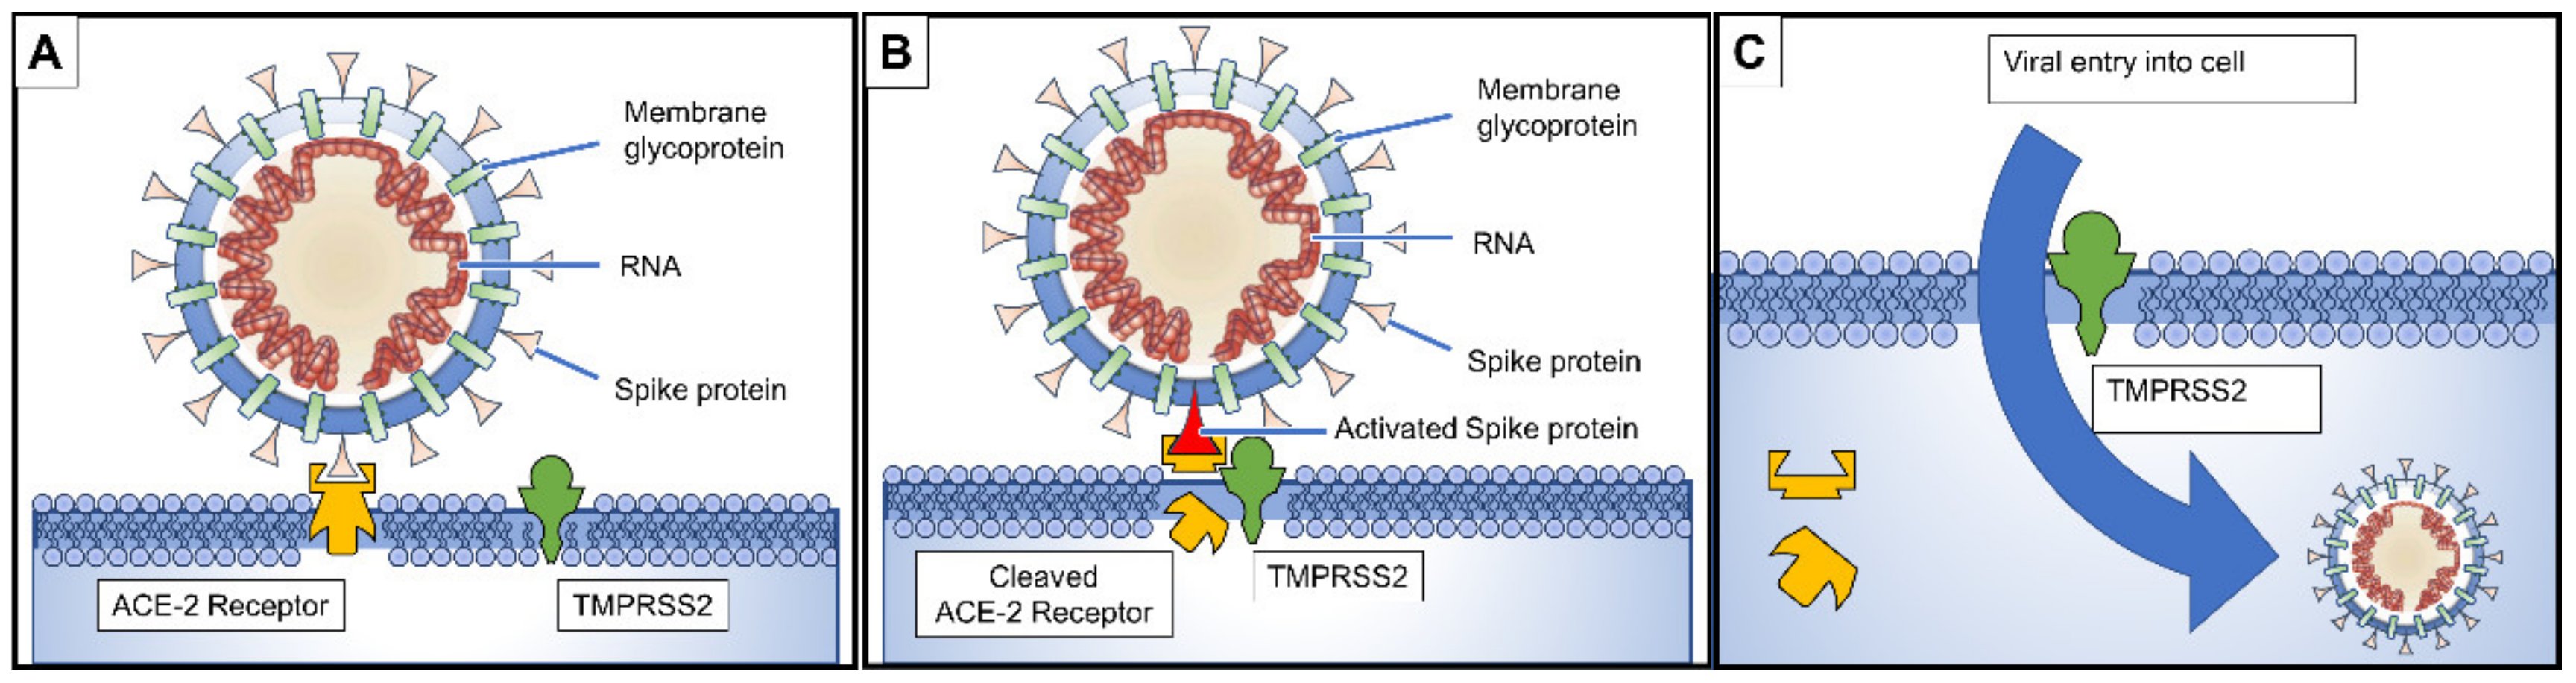 A
Membrane
glycoprotein
RNA
Spike protein
ACE-2 Receptor
TMPRSS2
B
Membrane
glycoprotein
RNA
Spike protein
Activated Spike protein
Cleaved
ACE-2 Receptor
TMPRSS2
C
Viral entry into cell
TMPRSS2